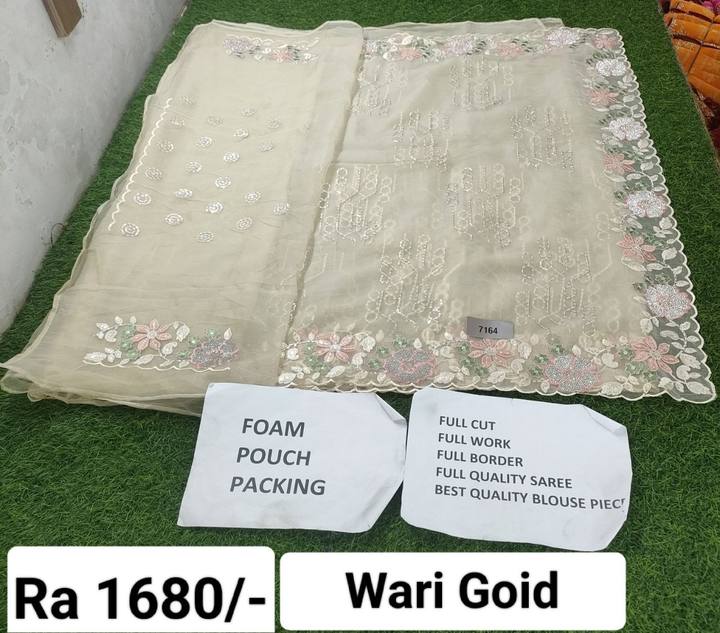 7164
FOAM
POUCH
PACKING
FULL CUT
FULL WORK
FULL BORDER
FULL QUALITY SAREE
BEST QUALITY BLOUSE PIEC
Ra 1680/-
Wari Goid